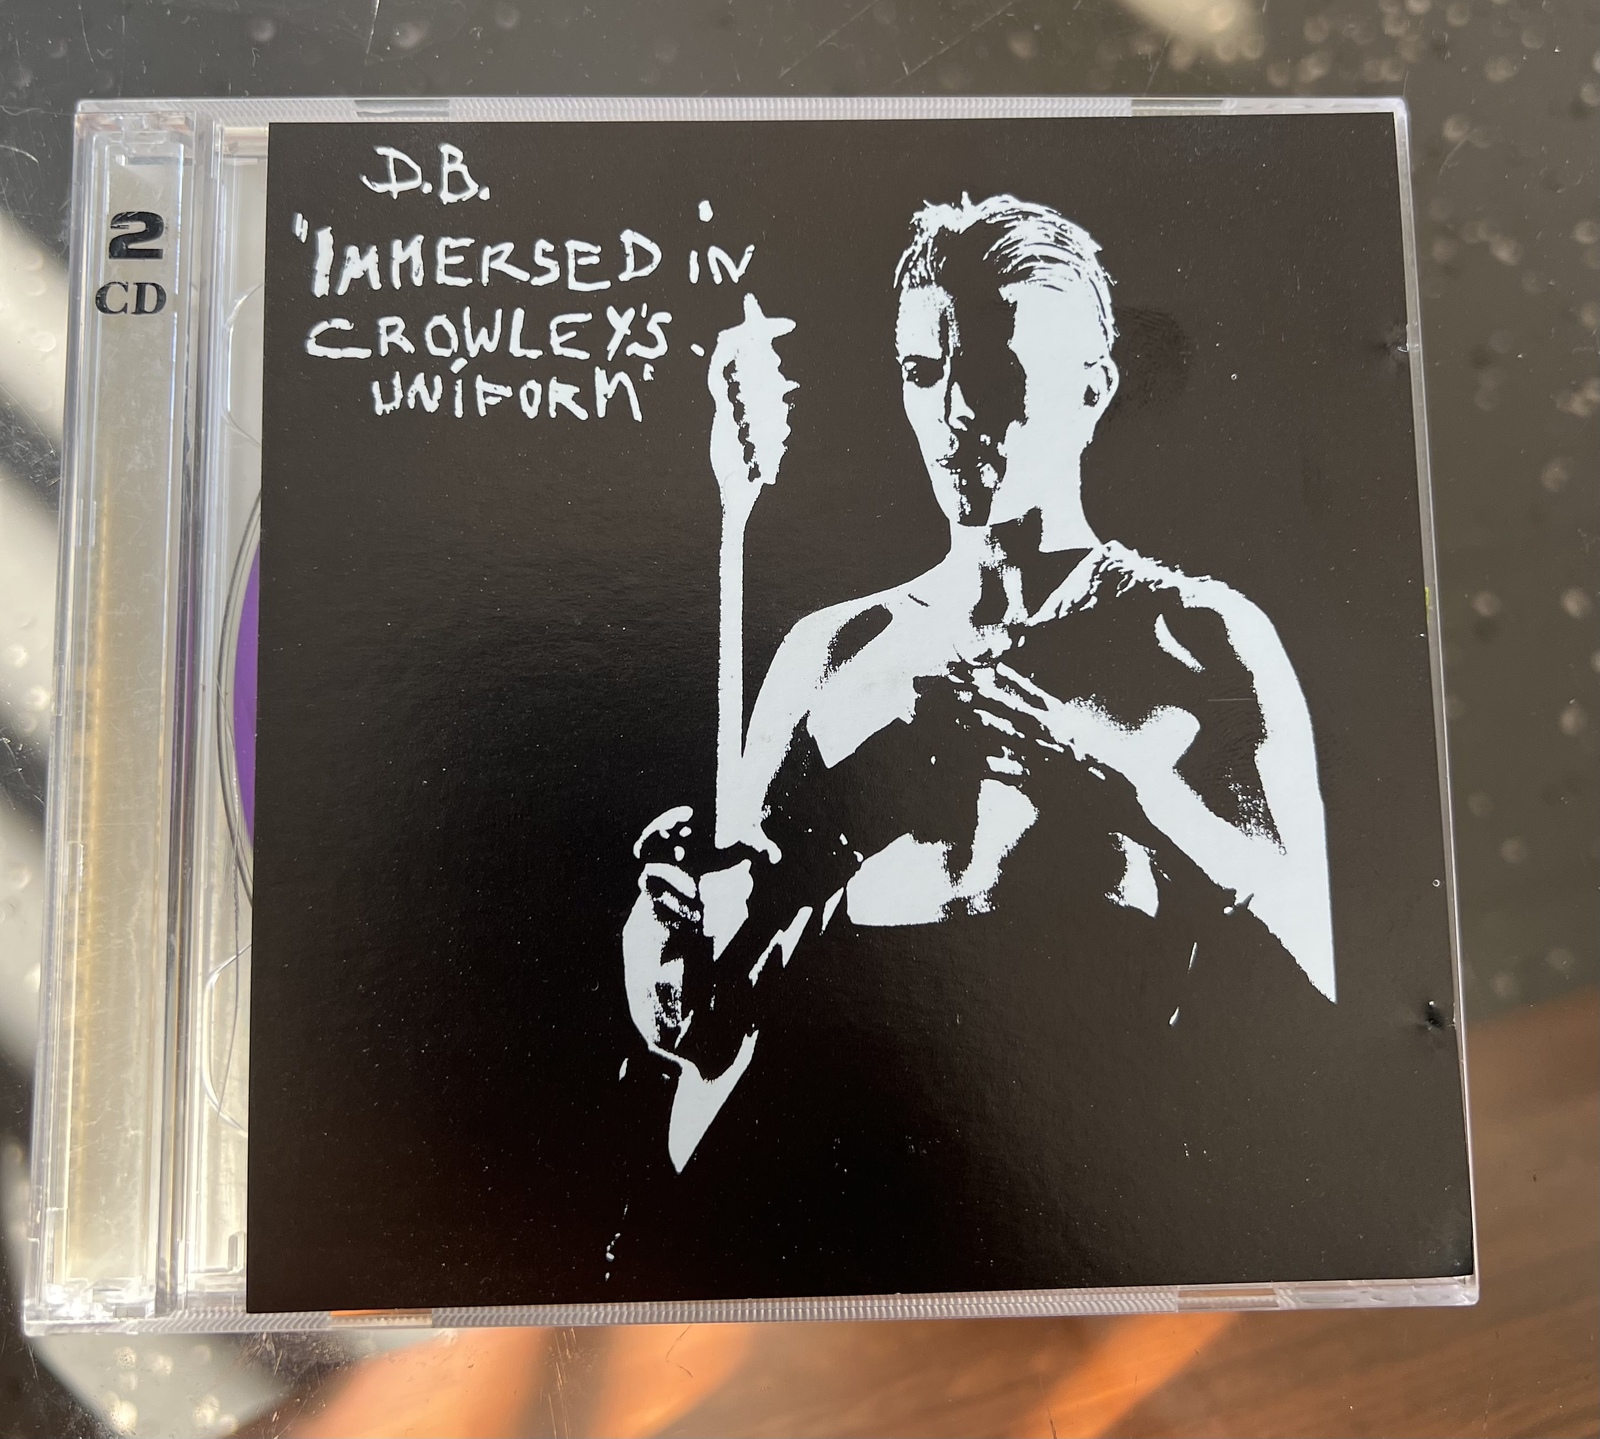 2
CD
D.B.
"IMMERSED IN
CROWLEY'S
UNIFORM"